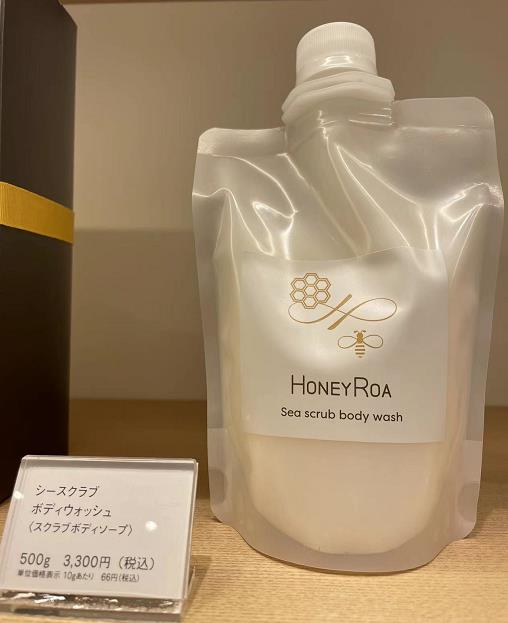 HONEYROA
Sea scrub body wash
シースクラブ
ボディウォッシュ
〈スクラブボディソープ〉
500g 3,300円（税込）
単位価格表示 10gあたり 66円（税込）